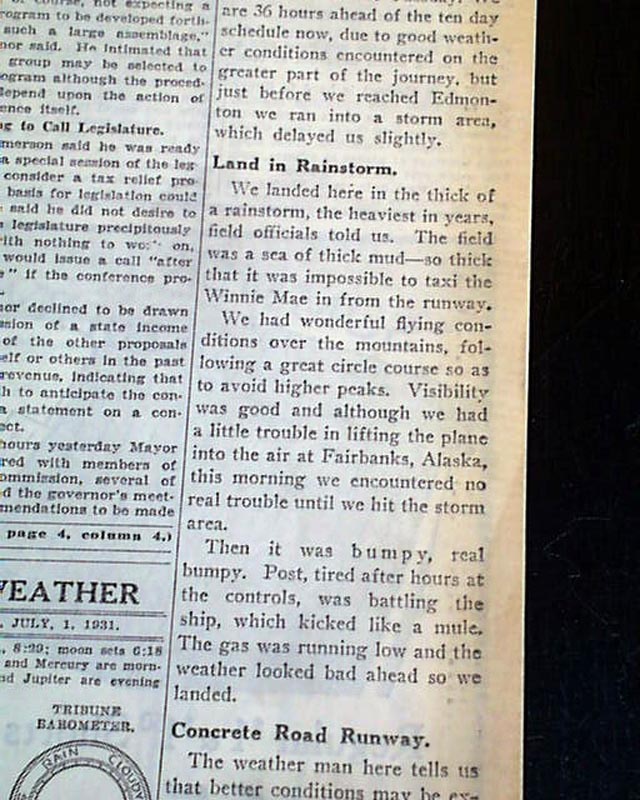 of course, not expecting a
program to be developed forth-
such a large assemblage,"
nor said. He intimated that
group may be selected to
ogram although the proced-
depend upon the action of
ence itself.
g to Call Legislature.
merson said he was ready
a special session of the leg-
consider a tax relief pro-
basis for legislation could
said he did not desire to
legislature precipitously
ith nothing to work on,
would issue a call "after
e" if the conference pro-
nor declined to be drawn
ssion of a state income
of the other proposals
elf or others in the past
revenue, indicating that
h to anticipate the con-
a statement on a con-
ect.
hours yesterday Mayor
red with members of
ommission, several of
d the governor's meet-
mendations to be made
page 4, column 4.)
WEATHER
, JULY, 1, 1931.
., 8:29; moon sets 6:18
and Mercury are morn-
nd Jupiter are evening
TRIBUNE
BAROMETER.
RAIN
CLOUDY
are 36 hours ahead of the ten day
schedule now, due to good weath-
er conditions encountered on the
greater part of the journey, but
just before we reached Edmon-
ton we ran into a storm area,
which delayed us slightly.
Land in Rainstorm.
We landed here in the thick of
a rainstorm, the heaviest in years,
field officials told us. The field
was a sea of thick mud—so thick
that it was impossible to taxi the
Winnie Mae in from the runway.
We had wonderful flying con-
ditions over the mountains, fol-
lowing a great circle course so as
to avoid higher peaks. Visibility
was good and although we had
a little trouble in lifting the plane
into the air at Fairbanks, Alaska,
this morning we encountered no
real trouble until we hit the storm
area.
Then it was bumpy, real
bumpy. Post, tired after hours at
the controls, was battling the
ship, which kicked like a mule.
The gas was running low and the
weather looked bad ahead so we
landed.
Concrete Road Runway.
The weather man here tells us
that better conditions may be ex-